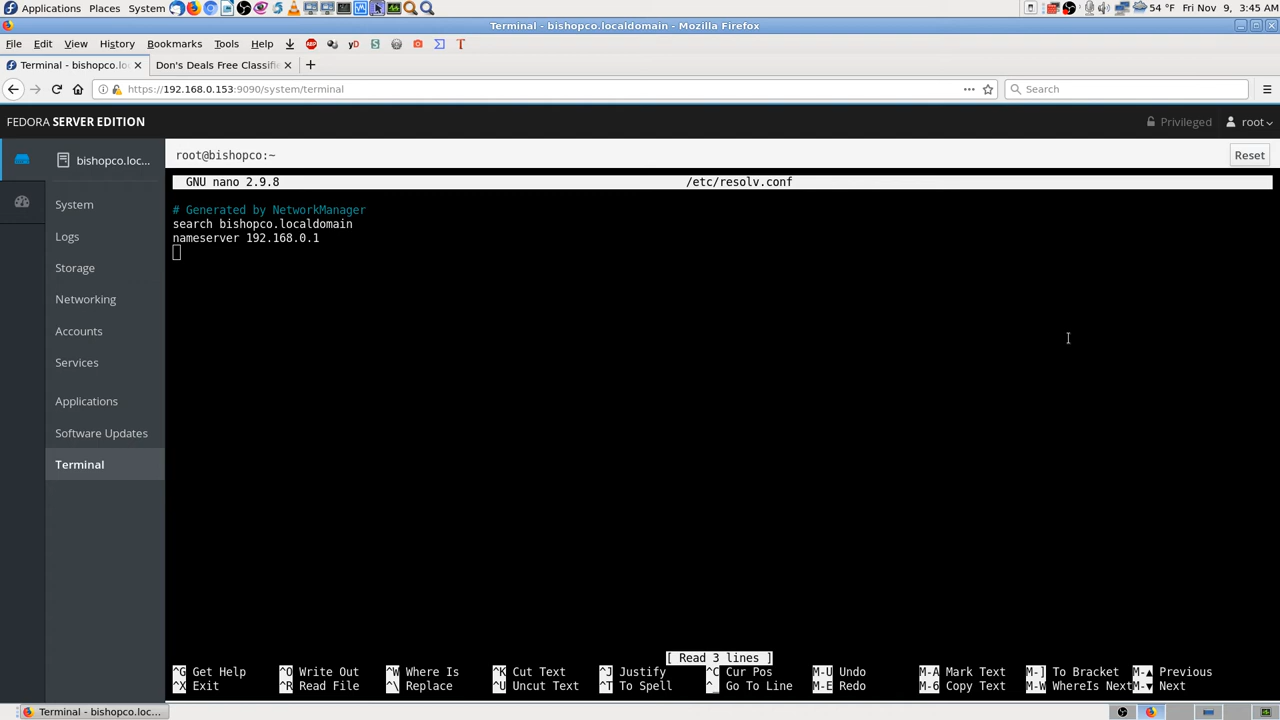 Applications Places System 54 °F Fri Nov 9, 3:45 AM
Terminal - bishopco.localdomain - Mozilla Firefox
File Edit View History Bookmarks Tools Help ABP yD S T
Terminal - bishopco.lo × Don's Deals Free Classifi ×
https://192.168.0.153:9090/system/terminal Search
FEDORA SERVER EDITION Privileged root
bishopco.loc... root@bishopco:~ Reset
System
Logs
Storage
Networking
Accounts
Services
Applications
Software Updates
Terminal
GNU nano 2.9.8 /etc/resolv.conf
# Generated by NetworkManager
search bishopco.localdomain
nameserver 192.168.0.1
[ Read 3 lines ]
^G Get Help ^O Write Out ^W Where Is ^K Cut Text ^J Justify ^C Cur Pos M-U Undo M-A Mark Text M-] To Bracket M-▲ Previous
^X Exit ^R Read File ^\ Replace ^U Uncut Text ^T To Spell ^_ Go To Line M-E Redo M-6 Copy Text M-W WhereIs Next M-▼ Next
Terminal - bishopco.loc...